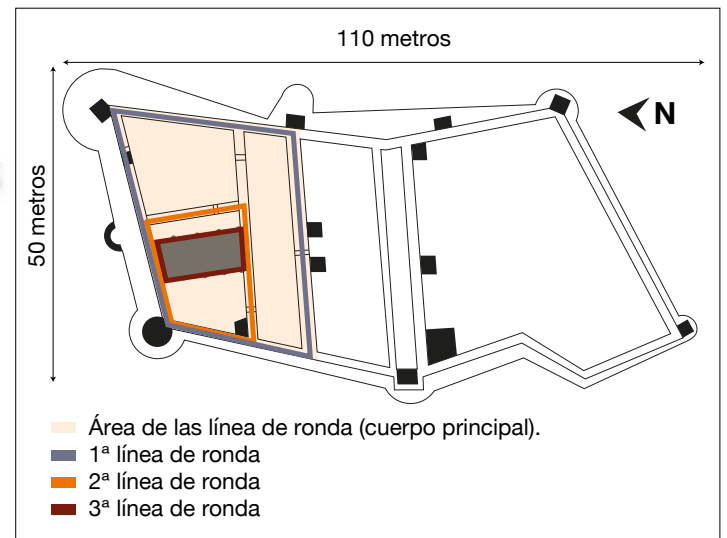 110 metros
N
50 metros
Área de las línea de ronda (cuerpo principal).
1ª línea de ronda
2ª línea de ronda
3ª línea de ronda